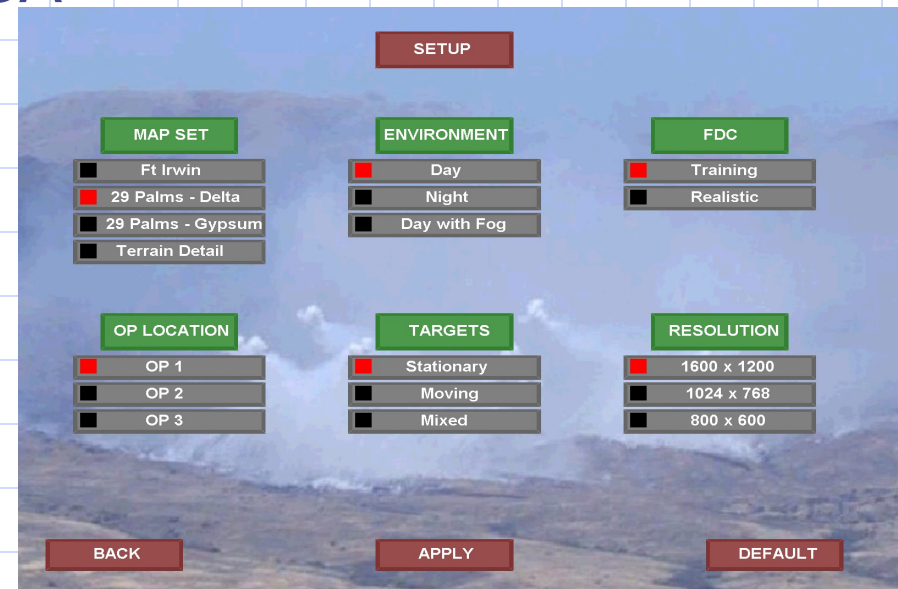 SETUP
MAP SET
Ft Irwin
29 Palms - Delta
29 Palms - Gypsum
Terrain Detail
ENVIRONMENT
Day
Night
Day with Fog
FDC
Training
Realistic
OP LOCATION
OP 1
OP 2
OP 3
TARGETS
Stationary
Moving
Mixed
RESOLUTION
1600 x 1200
1024 x 768
800 x 600
BACK
APPLY
DEFAULT